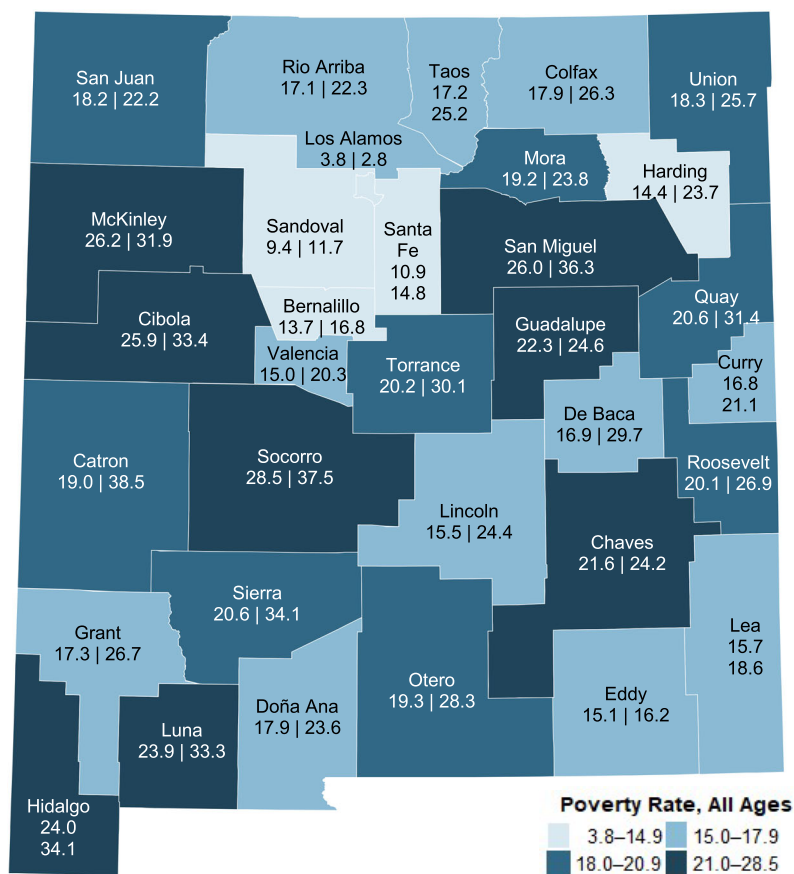 San Juan
18.2 | 22.2
Rio Arriba
17.1 | 22.3
Taos
17.2
25.2
Colfax
17.9 | 26.3
Union
18.3 | 25.7
Los Alamos
3.8 | 2.8
Mora
19.2 | 23.8
Harding
14.4 | 23.7
McKinley
26.2 | 31.9
Sandoval
9.4 | 11.7
Santa
Fe
10.9
14.8
San Miguel
26.0 | 36.3
Cibola
25.9 | 33.4
Bernalillo
13.7 | 16.8
Guadalupe
22.3 | 24.6
Quay
20.6 | 31.4
Valencia
15.0 | 20.3
Torrance
20.2 | 30.1
Curry
16.8
21.1
De Baca
16.9 | 29.7
Catron
19.0 | 38.5
Socorro
28.5 | 37.5
Roosevelt
20.1 | 26.9
Lincoln
15.5 | 24.4
Chaves
21.6 | 24.2
Sierra
20.6 | 34.1
Grant
17.3 | 26.7
Lea
15.7
18.6
Otero
19.3 | 28.3
Eddy
15.1 | 16.2
Doña Ana
17.9 | 23.6
Luna
23.9 | 33.3
Hidalgo
24.0
34.1
Poverty Rate, All Ages
3.8–14.9
15.0–17.9
18.0–20.9
21.0–28.5